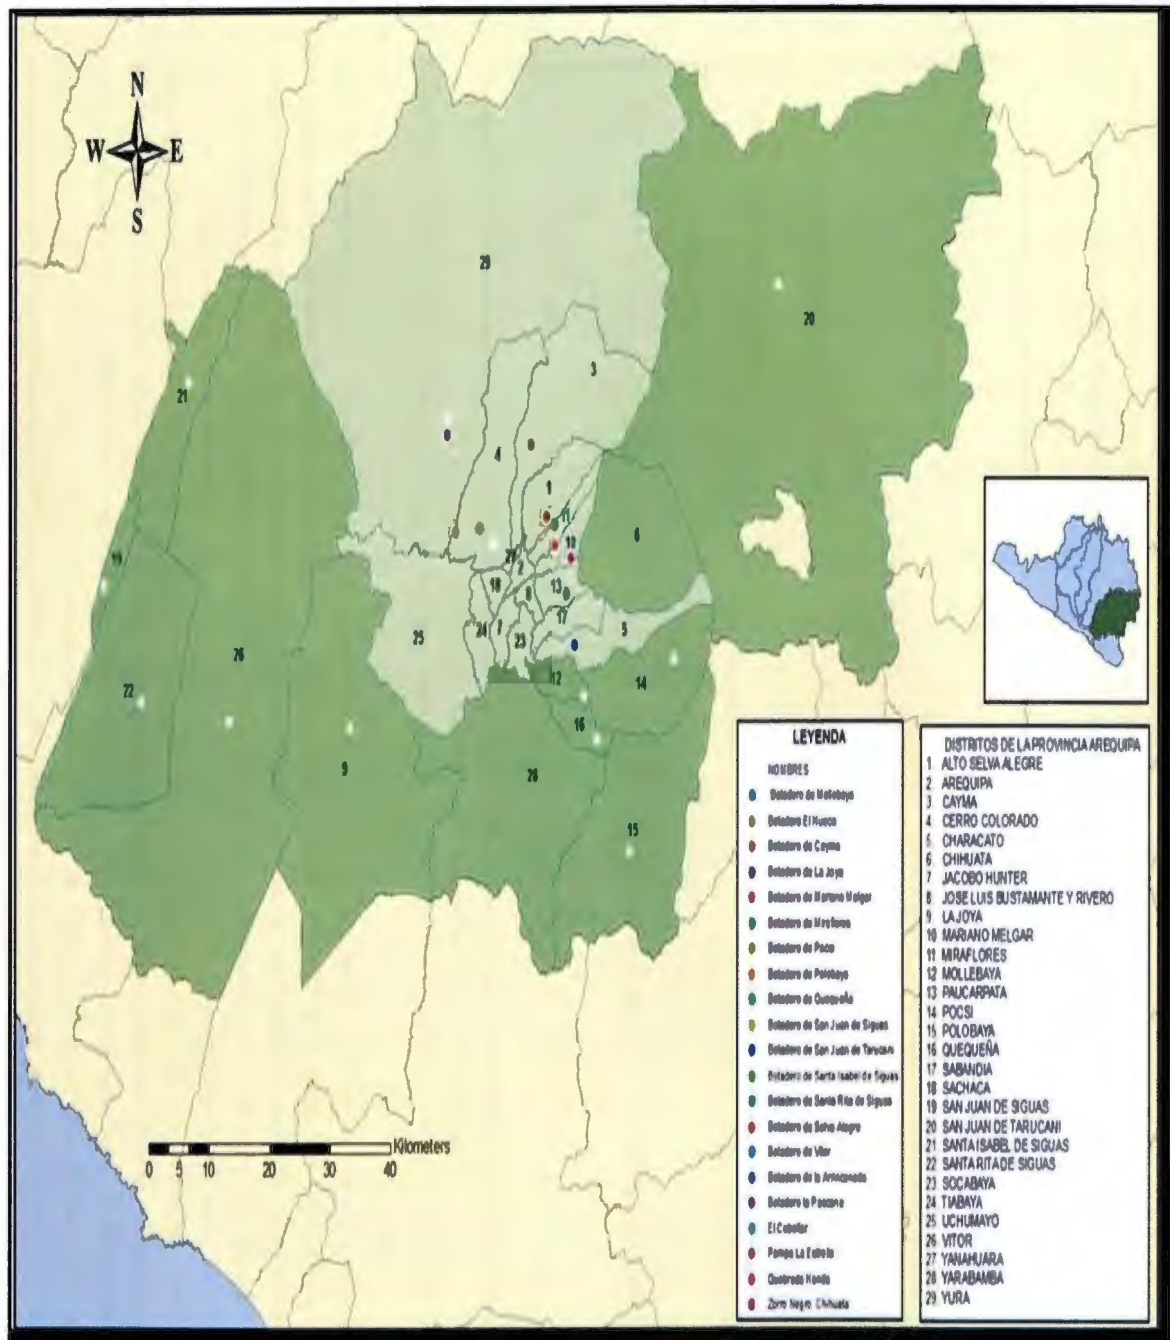 N
W E
S
29
20
3
21
4
1
11
6
10
19
27
2
18
8
13
17
25
24
7
23
5
26
12
14
22
16
9
28
15
Kilometers
0 5 10 20 30 40
LEYENDA
NOMBRES
Botadero de Mollebaya
Botadero El Hueco
Botadero de Cayma
Botadero de La Joya
Botadero de Mariano Melgar
Botadero de Miraflores
Botadero de Pocsi
Botadero de Polobaya
Botadero de Quequeña
Botadero de San Juan de Siguas
Botadero de San Juan de Tarucani
Botadero de Santa Isabel de Siguas
Botadero de Santa Rita de Siguas
Botadero de Selva Alegre
Botadero de Vitor
Botadero de la
Botadero la Pascana
El Cebollar
Pampa La Estrella
Quebrada Honda
Zorro Negro, Chihuata
DISTRITOS DE LA PROVINCIA AREQUIPA
1 ALTO SELVA ALEGRE
2 AREQUIPA
3 CAYMA
4 CERRO COLORADO
5 CHARACATO
6 CHIHUATA
7 JACOBO HUNTER
8 JOSE LUIS BUSTAMANTE Y RIVERO
9 LA JOYA
10 MARIANO MELGAR
11 MIRAFLORES
12 MOLLEBAYA
13 PAUCARPATA
14 POCSI
15 POLOBAYA
16 QUEQUEÑA
17 SABANDIA
18 SACHACA
19 SAN JUAN DE SIGUAS
20 SAN JUAN DE TARUCANI
21 SANTA ISABEL DE SIGUAS
22 SANTA RITA DE SIGUAS
23 SOCABAYA
24 TIABAYA
25 UCHUMAYO
26 VITOR
27 YANAHUARA
28 YARABAMBA
29 YURA